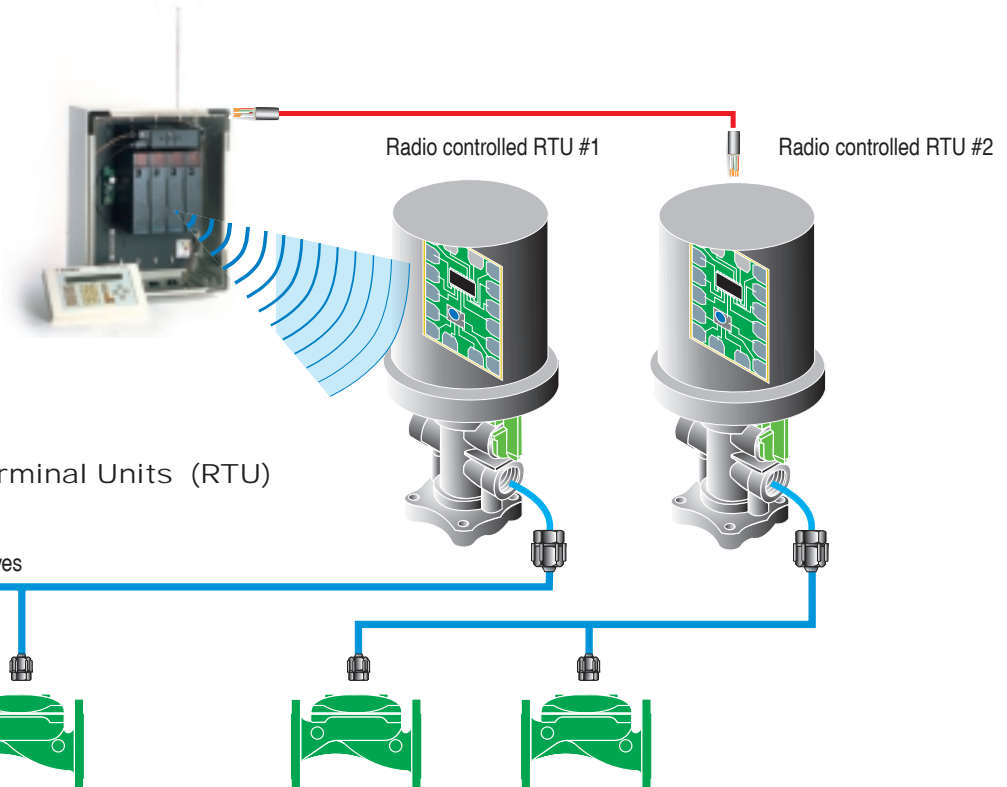 Radio controlled RTU #1
Radio controlled RTU #2
rminal Units (RTU)
ves